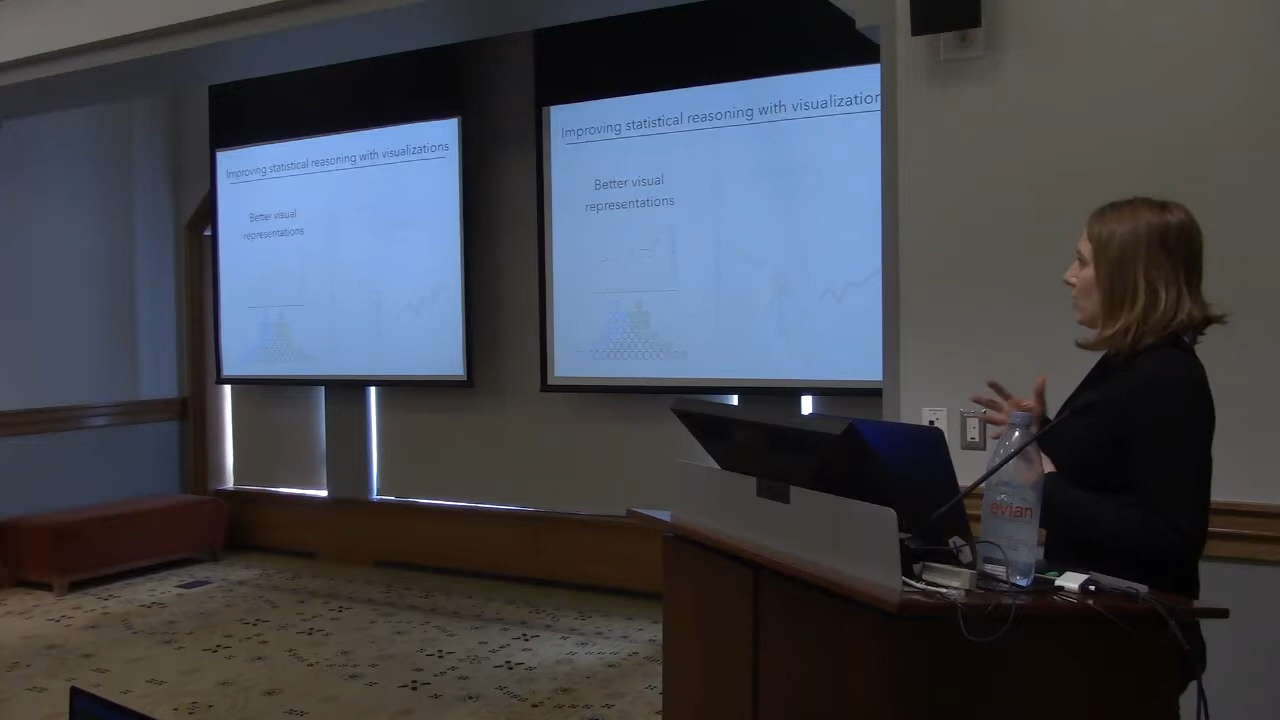 Improving statistical reasoning with visualizations
Better visual
representations
Improving statistical reasoning with visualization
Better visual
representations
evian